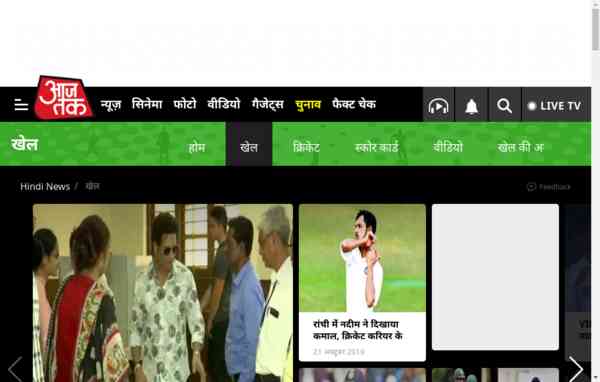 आज तक
न्यूज़ सिनेमा फोटो वीडियो गैजेट्स चुनाव फैक्ट चेक
LIVE TV
खेल
होम खेल क्रिकेट स्कोर कार्ड वीडियो खेल की
Hindi News / खेल
Feedback
रांची में नदीम ने दिखाया
कमाल, क्रिकेट करियर के
21 अक्टूबर 2019